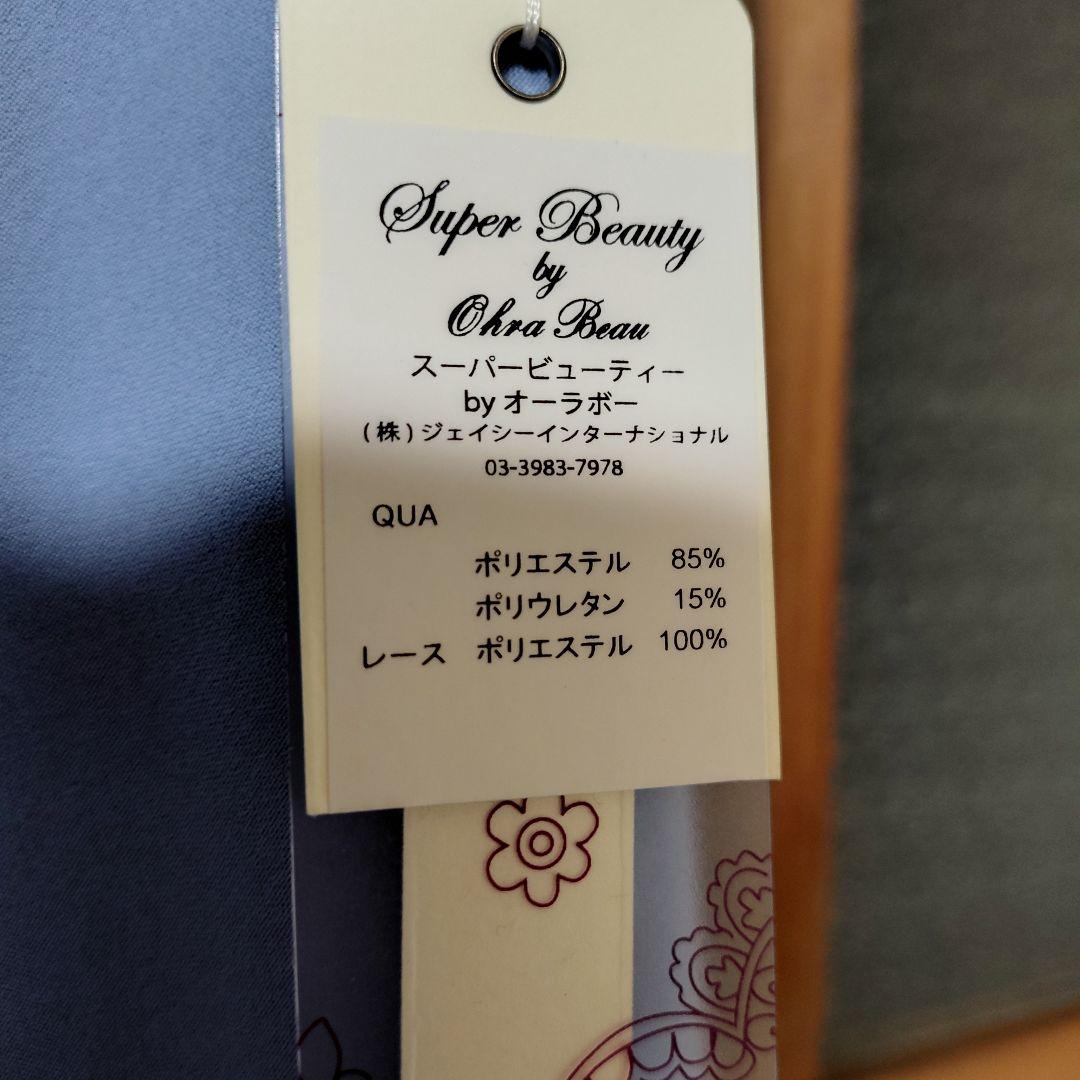 Super Beauty
by
Ohra Beau
スーパービューティー
by オーラボー
(株)ジェイシーインターナショナル
03-3983-7978
QUA
ポリエステル 85%
ポリウレタン 15%
レース ポリエステル 100%